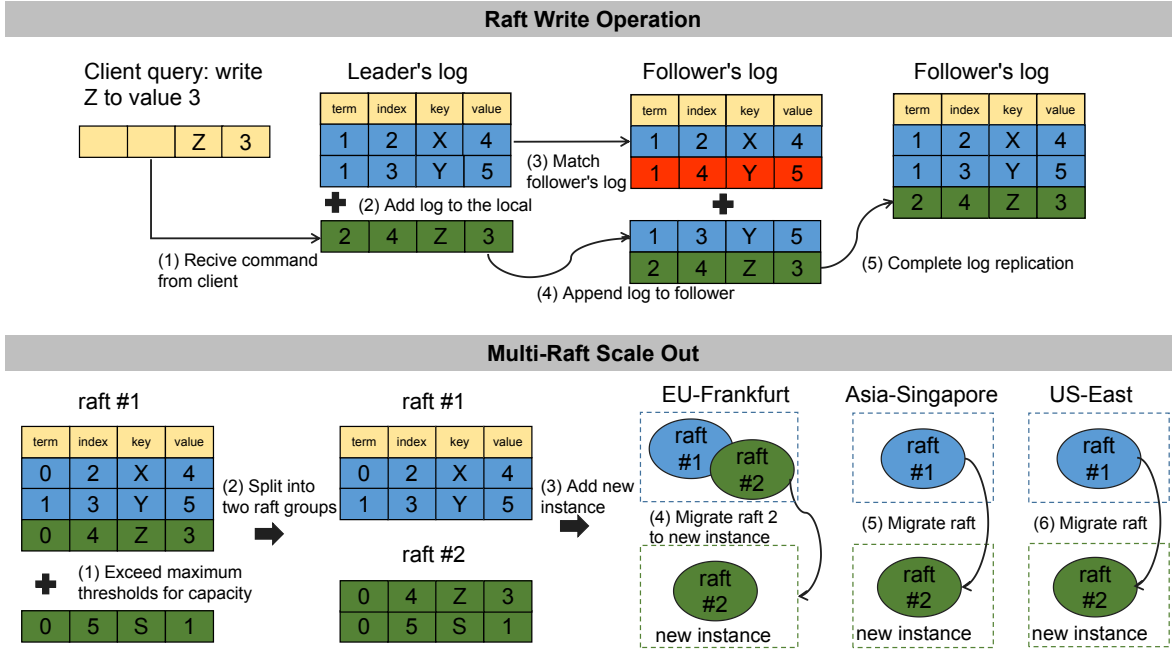 Raft Write Operation
Client query: write
Z to value 3
Z 3
(1) Recive command
from client
Leader's log
term index key value
1 2 X 4
1 3 Y 5
(2) Add log to the local
2 4 Z 3
(3) Match
follower's log
(4) Append log to follower
Follower's log
term index key value
1 2 X 4
1 4 Y 5
1 3 Y 5
2 4 Z 3
(5) Complete log replication
Follower's log
term index key value
1 2 X 4
1 3 Y 5
2 4 Z 3
Multi-Raft Scale Out
raft #1
term index key value
0 2 X 4
1 3 Y 5
0 4 Z 3
(1) Exceed maximum
thresholds for capacity
0 5 S 1
(2) Split into
two raft groups
raft #1
term index key value
0 2 X 4
1 3 Y 5
raft #2
0 4 Z 3
0 5 S 1
(3) Add new
instance
EU-Frankfurt
raft
#1
raft
#2
(4) Migrate raft 2
to new instance
raft
#2
new instance
Asia-Singapore
raft
#1
(5) Migrate raft
raft
#2
new instance
US-East
raft
#1
(6) Migrate raft
raft
#2
new instance